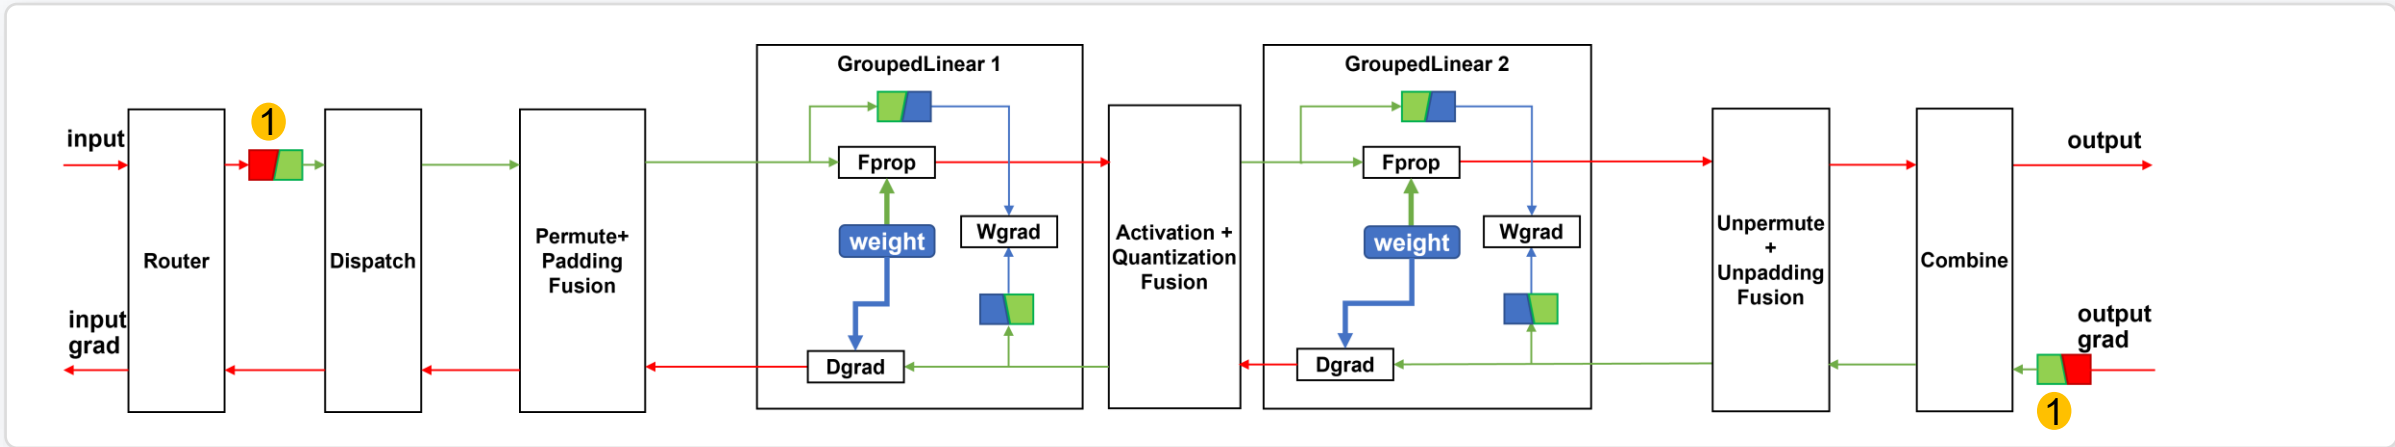 GroupedLinear 1
GroupedLinear 2
input
1
Router
Dispatch
Permute+
Padding
Fusion
Fprop
weight
Wgrad
Dgrad
Activation +
Quantization
Fusion
Fprop
weight
Wgrad
Dgrad
Unpermute
+
Unpadding
Fusion
Combine
output
input
grad
output
grad
1